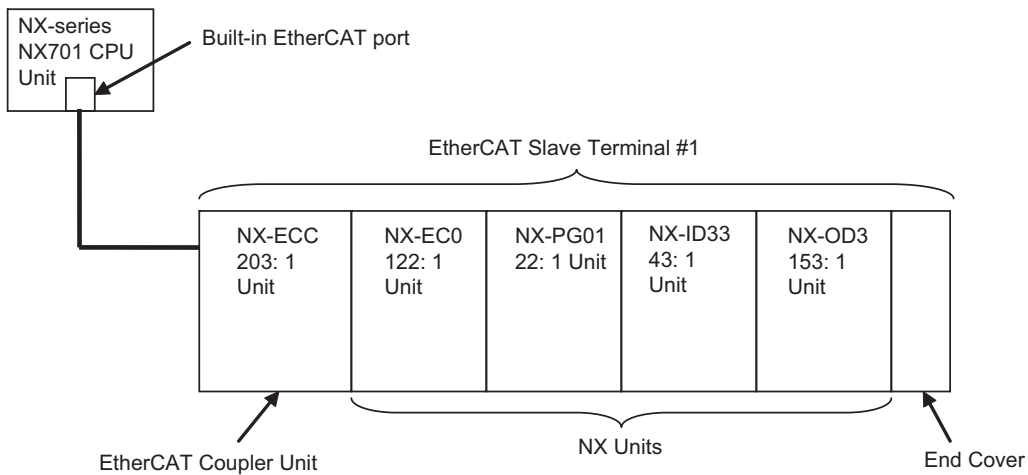 NX-series
NX701 CPU
Unit
Built-in EtherCAT port
EtherCAT Slave Terminal #1
NX-ECC
203: 1
Unit
NX-EC0
122: 1
Unit
NX-PG01
22: 1 Unit
NX-ID33
43: 1
Unit
NX-OD3
153: 1
Unit
NX Units
EtherCAT Coupler Unit
End Cover